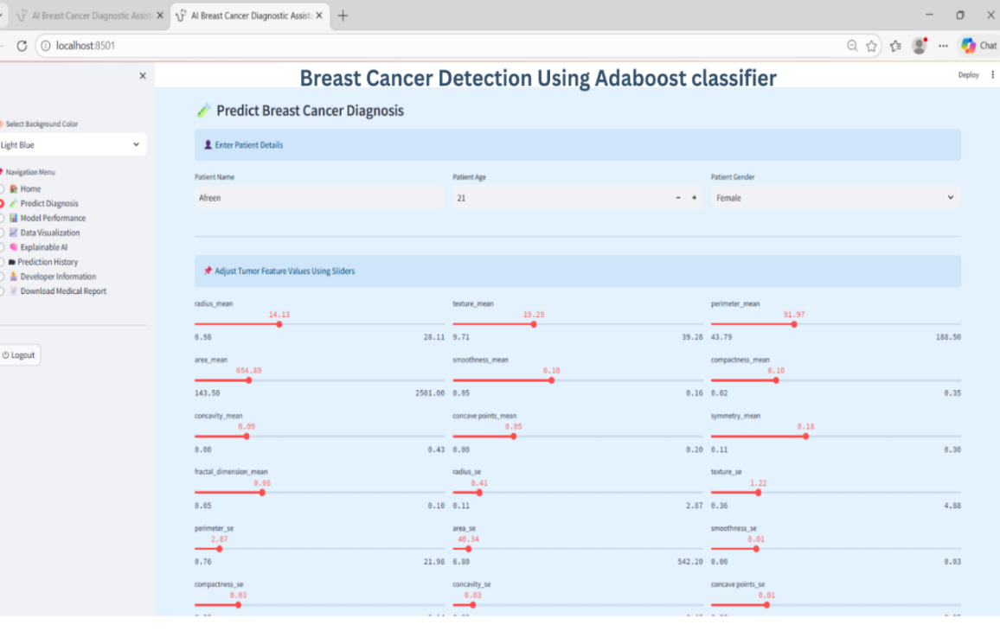 AI Breast Cancer Diagnostic Assist: AI Breast Cancer Diagnostic Assist:
localhost:8501 Chat
Breast Cancer Detection Using Adaboost classifier Deploy
Predict Breast Cancer Diagnosis
Select Background Color
Light Blue
Navigation Menu
Home
Predict Diagnosis
Model Performance
Data Visualization
Explainable AI
Prediction History
Developer Information
Download Medical Report
Logout
Enter Patient Details
Patient Name Patient Age Patient Gender
Afreen 21 - + Female
Adjust Tumor Feature Values Using Sliders
radius_mean texture_mean perimeter_mean
14.13 19.29 91.97
6.98 28.11 9.71 39.28 43.79 188.50
area_mean smoothness_mean compactness_mean
654.89 0.10 0.10
143.50 2501.00 0.05 0.16 0.02 0.35
concavity_mean concave points_mean symmetry_mean
0.09 0.05 0.18
0.00 0.43 0.00 0.20 0.11 0.30
fractal_dimension_mean radius_se texture_se
0.06 0.41 1.22
0.05 0.10 0.11 2.87 0.36 4.88
perimeter_se area_se smoothness_se
2.87 40.34 0.01
0.76 21.98 6.80 542.20 0.00 0.03
compactness_se concavity_se concave points_se
0.03 0.03 0.01